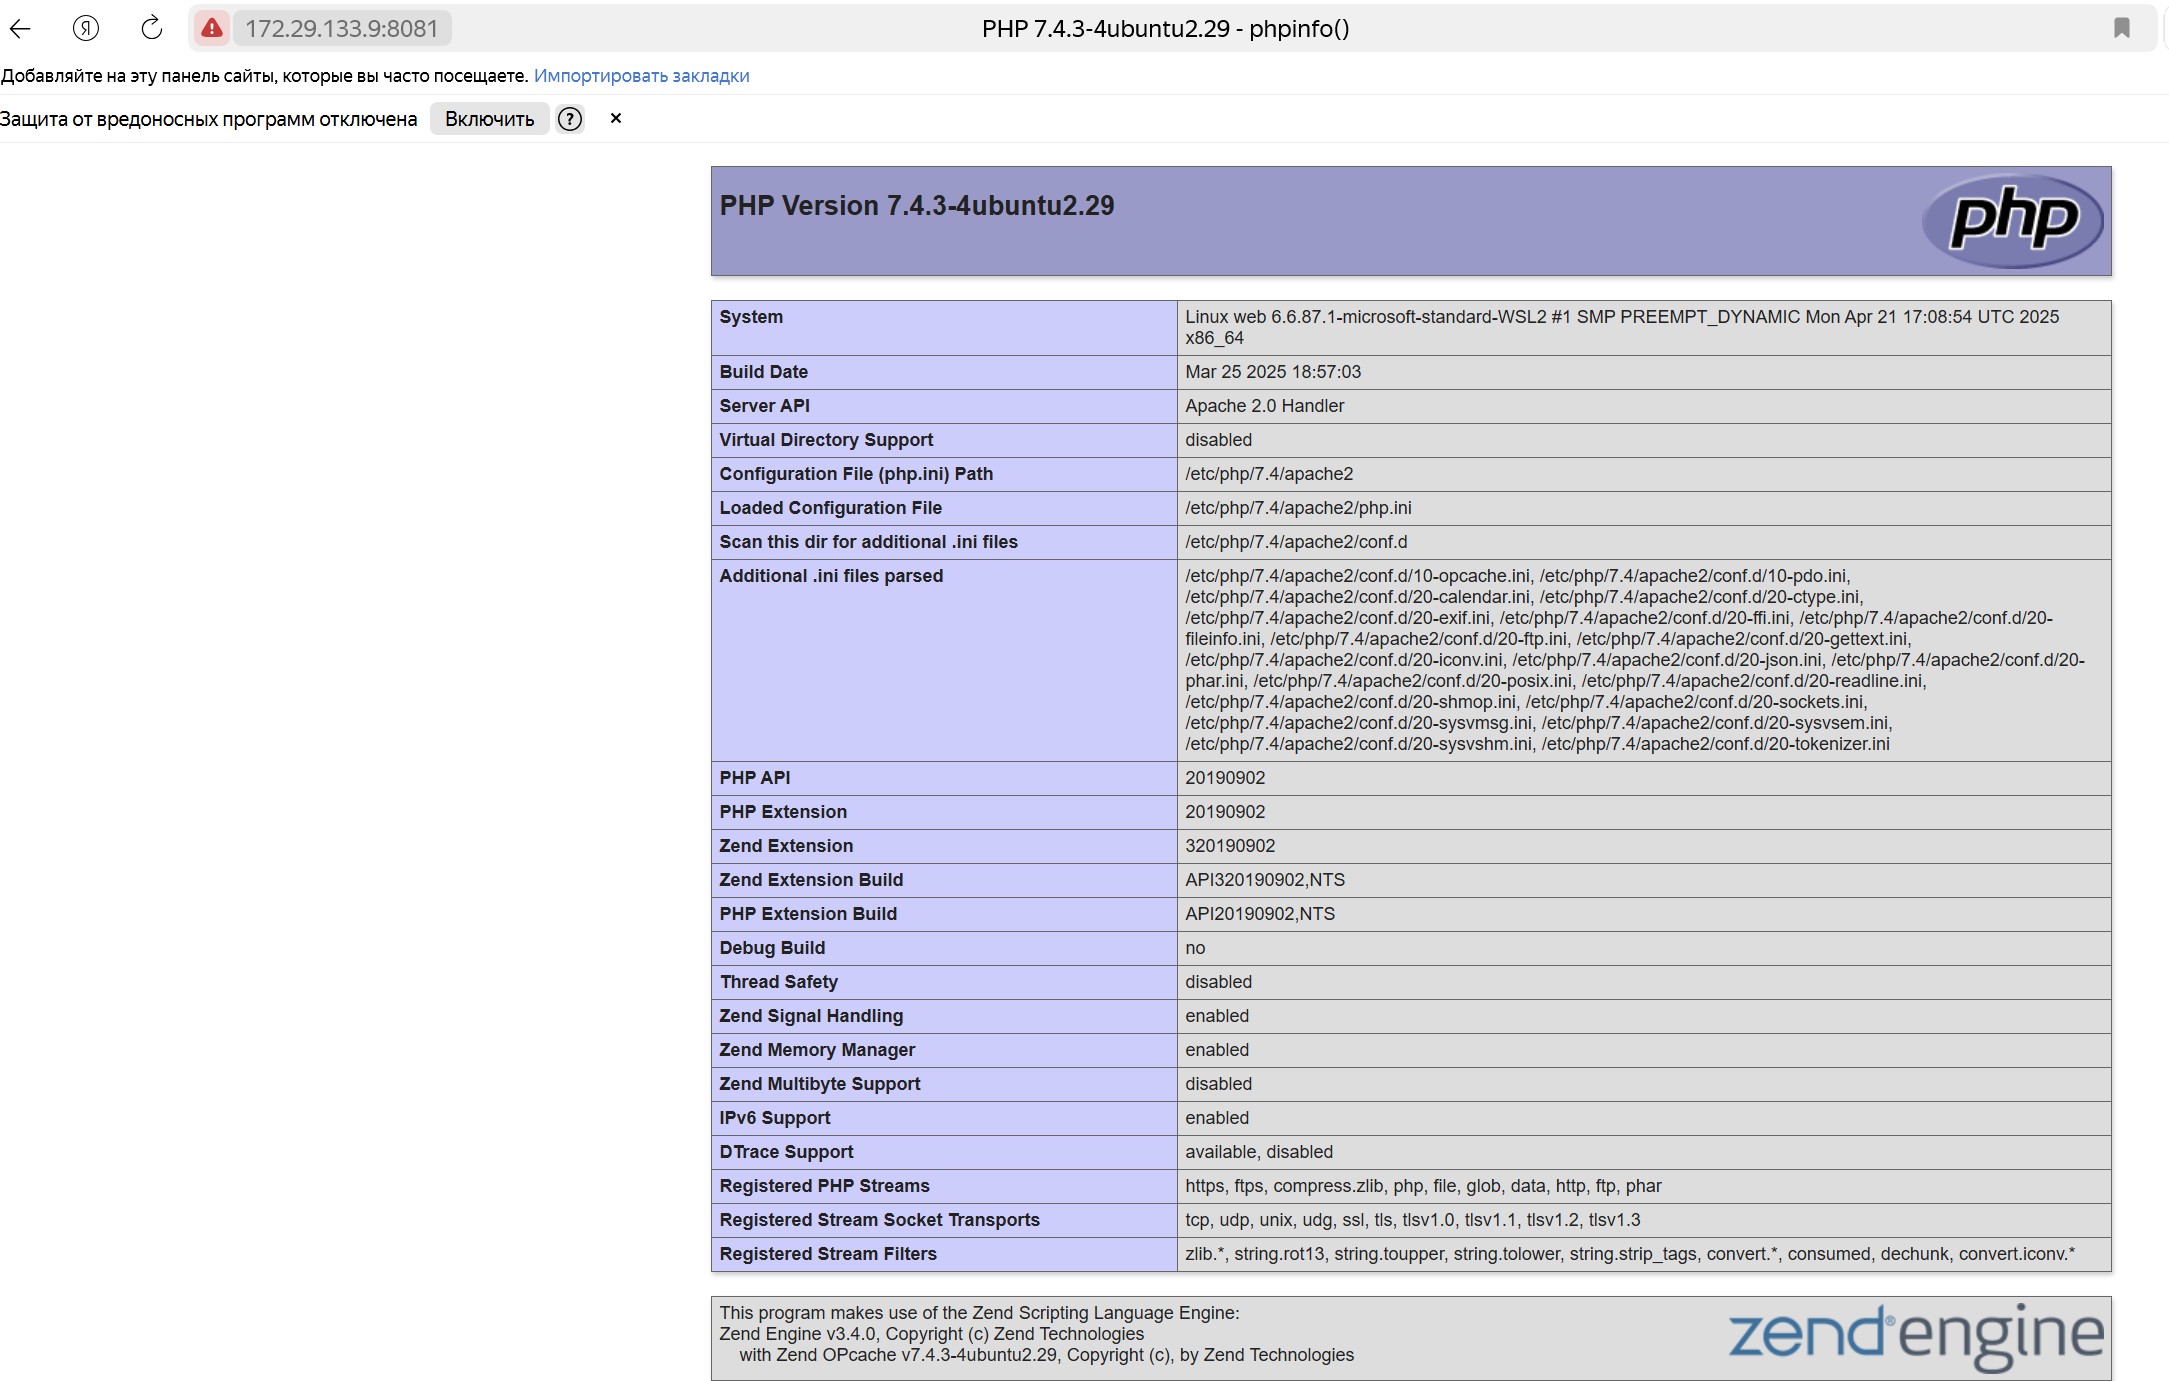 172.29.133.9:8081
PHP 7.4.3-4ubuntu2.29 - phpinfo()
Добавляйте на эту панель сайты, которые вы часто посещаете. Импортировать закладки
Защита от вредоносных программ отключена Включить ? ×
PHP Version 7.4.3-4ubuntu2.29
php
System Linux web 6.6.87.1-microsoft-standard-WSL2 #1 SMP PREEMPT_DYNAMIC Mon Apr 21 17:08:54 UTC 2025
x86_64
Build Date Mar 25 2025 18:57:03
Server API Apache 2.0 Handler
Virtual Directory Support disabled
Configuration File (php.ini) Path /etc/php/7.4/apache2
Loaded Configuration File /etc/php/7.4/apache2/php.ini
Scan this dir for additional .ini files /etc/php/7.4/apache2/conf.d
Additional .ini files parsed /etc/php/7.4/apache2/conf.d/10-opcache.ini, /etc/php/7.4/apache2/conf.d/10-pdo.ini,
/etc/php/7.4/apache2/conf.d/20-calendar.ini, /etc/php/7.4/apache2/conf.d/20-ctype.ini,
/etc/php/7.4/apache2/conf.d/20-exif.ini, /etc/php/7.4/apache2/conf.d/20-ffi.ini, /etc/php/7.4/apache2/conf.d/20-
fileinfo.ini, /etc/php/7.4/apache2/conf.d/20-ftp.ini, /etc/php/7.4/apache2/conf.d/20-gettext.ini,
/etc/php/7.4/apache2/conf.d/20-iconv.ini, /etc/php/7.4/apache2/conf.d/20-json.ini, /etc/php/7.4/apache2/conf.d/20-
phar.ini, /etc/php/7.4/apache2/conf.d/20-posix.ini, /etc/php/7.4/apache2/conf.d/20-readline.ini,
/etc/php/7.4/apache2/conf.d/20-shmop.ini, /etc/php/7.4/apache2/conf.d/20-sockets.ini,
/etc/php/7.4/apache2/conf.d/20-sysvmsg.ini, /etc/php/7.4/apache2/conf.d/20-sysvsem.ini,
/etc/php/7.4/apache2/conf.d/20-sysvshm.ini, /etc/php/7.4/apache2/conf.d/20-tokenizer.ini
PHP API 20190902
PHP Extension 20190902
Zend Extension 320190902
Zend Extension Build API320190902,NTS
PHP Extension Build API20190902,NTS
Debug Build no
Thread Safety disabled
Zend Signal Handling enabled
Zend Memory Manager enabled
Zend Multibyte Support disabled
IPv6 Support enabled
DTrace Support available, disabled
Registered PHP Streams https, ftps, compress.zlib, php, file, glob, data, http, ftp, phar
Registered Stream Socket Transports tcp, udp, unix, udg, ssl, tls, tlsv1.0, tlsv1.1, tlsv1.2, tlsv1.3
Registered Stream Filters zlib.*, string.rot13, string.toupper, string.tolower, string.strip_tags, convert.*, consumed, dechunk, convert.iconv.*
This program makes use of the Zend Scripting Language Engine:
Zend Engine v3.4.0, Copyright (c) Zend Technologies
with Zend OPcache v7.4.3-4ubuntu2.29, Copyright (c), by Zend Technologies
zend®engine